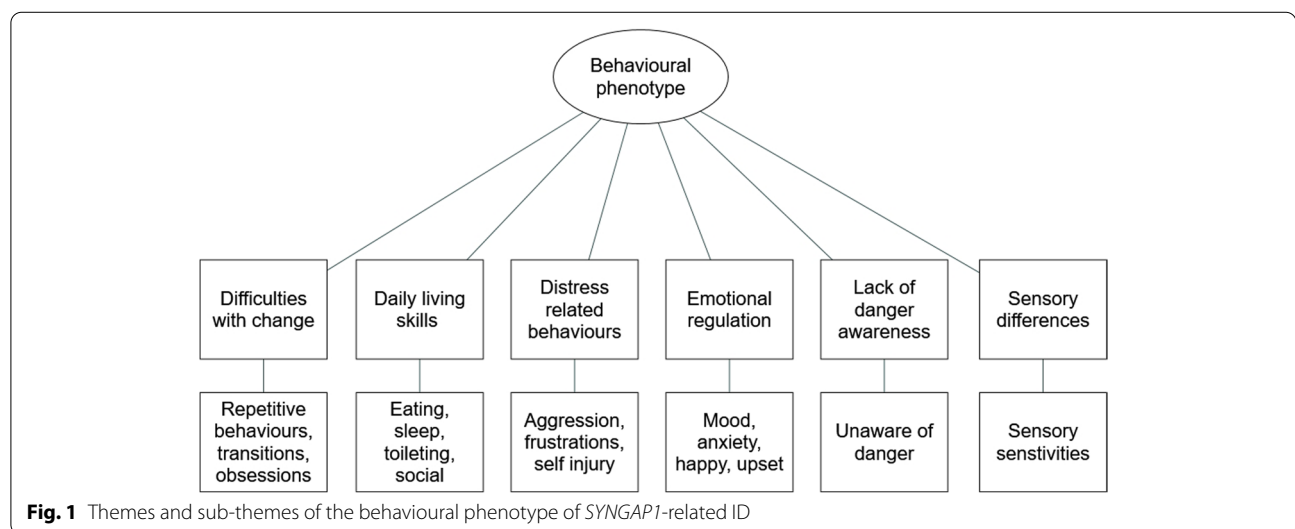 Behavioural
phenotype
Difficulties
with change
Daily living
skills
Distress
related
behaviours
Emotional
regulation
Lack of
danger
awareness
Sensory
differences
Repetitive
behaviours,
transitions,
obsessions
Eating,
sleep,
toileting,
social
Aggression,
frustrations,
self injury
Mood,
anxiety,
happy, upset
Unaware of
danger
Sensory
senstivities
Fig. 1 Themes and sub-themes of the behavioural phenotype of SYNGAP1-related ID